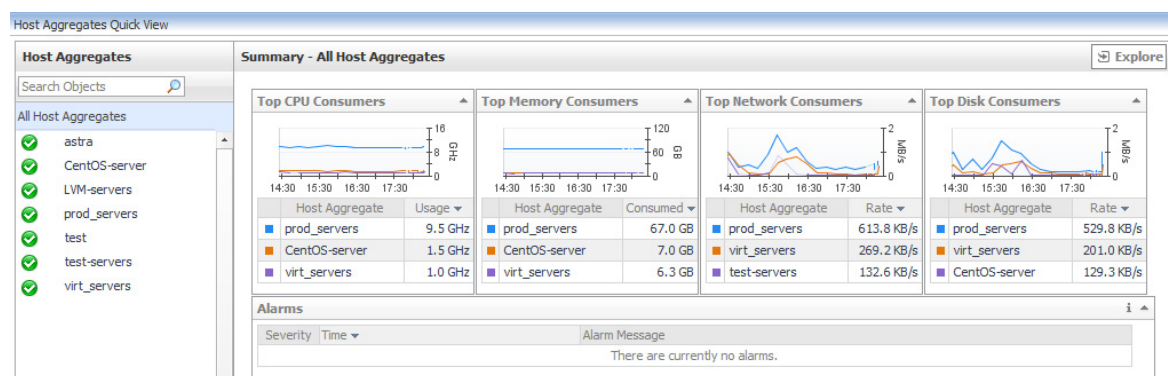 Host Aggregates Quick View
Host Aggregates
Search Objects
All Host Aggregates
astra
CentOS-server
LVM-servers
prod_servers
test
test-servers
virt_servers
Summary - All Host Aggregates
Explore
Top CPU Consumers
16
8
0
GHz
14:30 15:30 16:30 17:30
Host Aggregate Usage
prod_servers 9.5 GHz
CentOS-server 1.5 GHz
virt_servers 1.0 GHz
Top Memory Consumers
120
60
0
GB
14:30 15:30 16:30 17:30
Host Aggregate Consumed
prod_servers 67.0 GB
CentOS-server 7.0 GB
virt_servers 6.3 GB
Top Network Consumers
2
1
0
MB/s
14:30 15:30 16:30 17:30
Host Aggregate Rate
prod_servers 613.8 KB/s
virt_servers 269.2 KB/s
test-servers 132.6 KB/s
Top Disk Consumers
2
1
0
MB/s
14:30 15:30 16:30 17:30
Host Aggregate Rate
prod_servers 529.8 KB/s
virt_servers 201.0 KB/s
CentOS-server 129.3 KB/s
Alarms
i
Severity Time Alarm Message
There are currently no alarms.